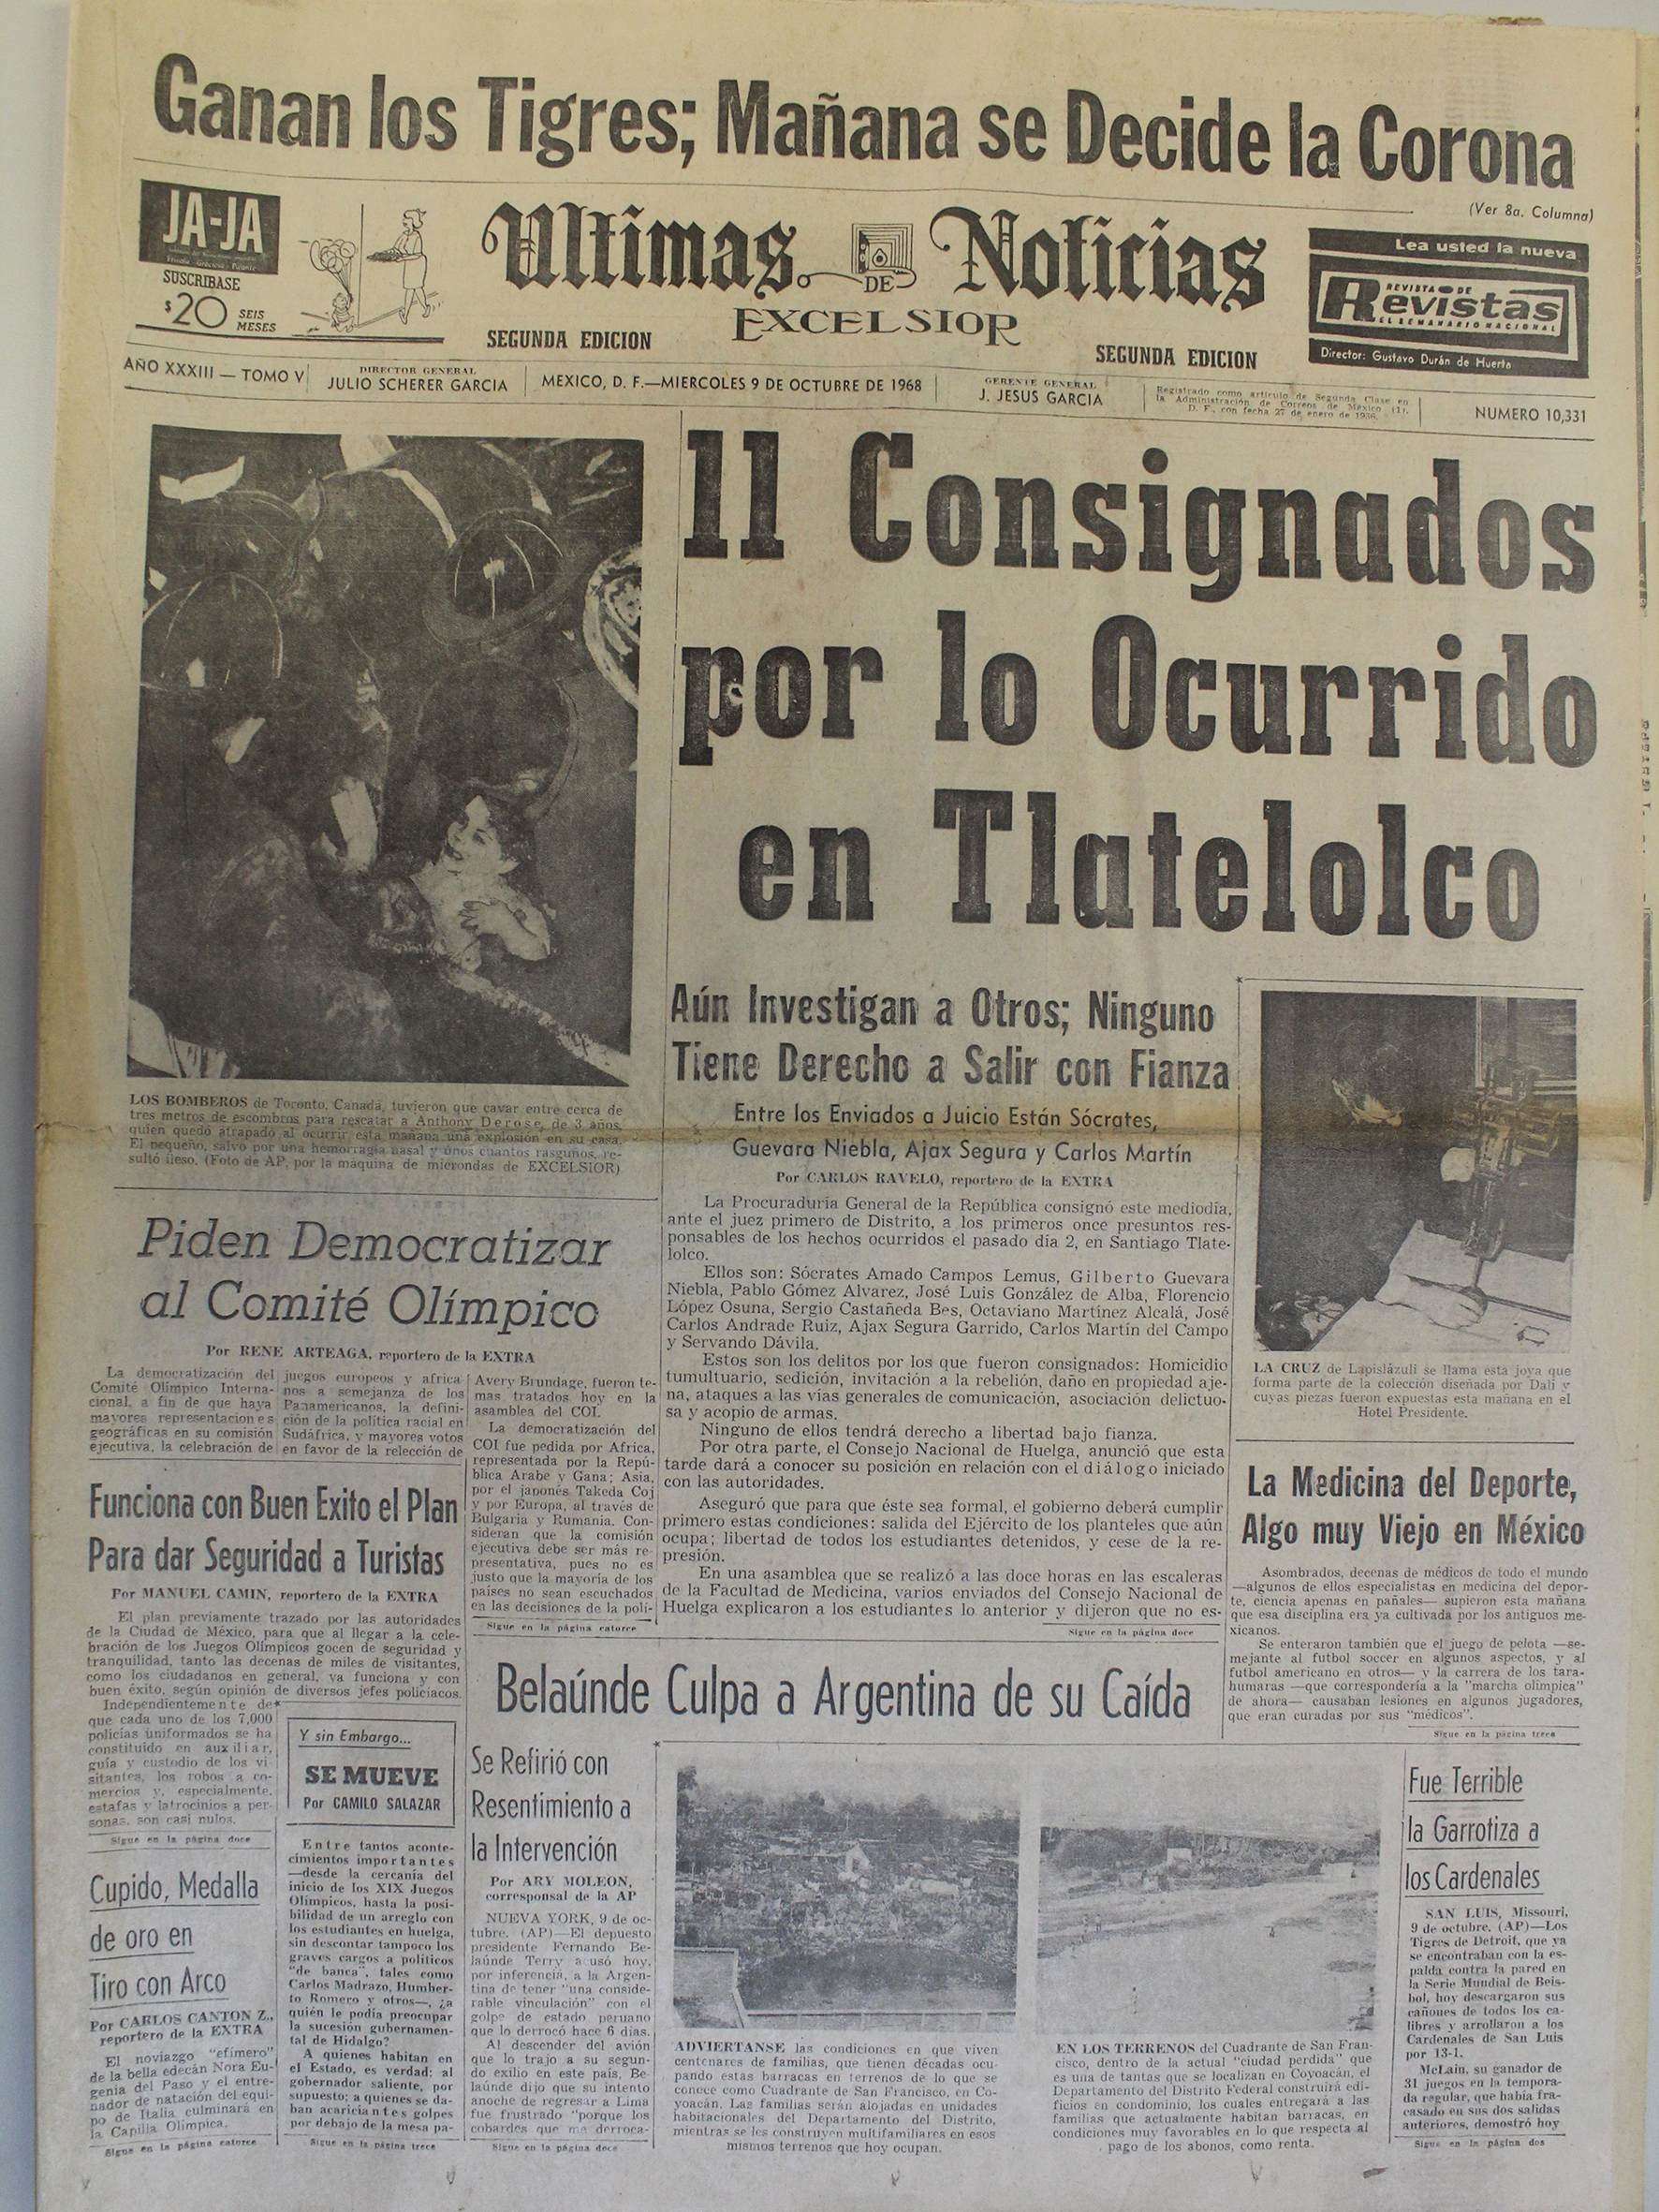 Ganan los Tigres; Mañana se Decide la Corona
(Ver 8a. Columna)
JA-JA
SUSCRIBASE
$20 SEIS MESES
Ultimas DE Noticias
EXCELSIOR
SEGUNDA EDICION
SEGUNDA EDICION
Lea usted la nueva
REVISTA DE
Revistas
EL SEMANARIO NACIONAL
Director: Gustavo Durán de Huerta
AÑO XXXIII — TOMO V
DIRECTOR GENERAL
JULIO SCHERER GARCIA
MEXICO, D. F.—MIERCOLES 9 DE OCTUBRE DE 1968
GERENTE GENERAL
J. JESUS GARCIA
Registrado como artículo de Segunda Clase en
la Administración de Correos de México (1),
D. F., con fecha 27 de enero de 1936.
NUMERO 10,331
11 Consignados
por lo Ocurrido
en Tlatelolco
LOS BOMBEROS de Toronto, Canadá, tuvieron que cavar entre cerca de
tres metros de escombros para rescatar a Anthony Derose, de 3 años,
quien quedó atrapado al ocurrir esta mañana una explosión en su casa.
El pequeño, salvo por una hemorragia nasal y unos cuantos rasguños, re-
sultó ileso. (Foto de AP, por la máquina de microndas de EXCELSIOR)
Aún Investigan a Otros; Ninguno
Tiene Derecho a Salir con Fianza
Entre los Enviados a Juicio Están Sócrates,
Guevara Niebla, Ajax Segura y Carlos Martín
Por CARLOS RAVELO, reportero de la EXTRA
La Procuraduría General de la República consignó este mediodía,
ante el juez primero de Distrito, a los primeros once presuntos res-
ponsables de los hechos ocurridos el pasado día 2, en Santiago Tlate-
lolco.
Ellos son: Sócrates Amado Campos Lemus, Gilberto Guevara
Niebla, Pablo Gómez Alvarez, José Luis González de Alba, Florencio
López Osuna, Sergio Castañeda Bes, Octaviano Martínez Alcalá, José
Carlos Andrade Ruiz, Ajax Segura Garrido, Carlos Martín del Campo
y Servando Dávila.
Estos son los delitos por los que fueron consignados: Homicidio
tumultuario, sedición, invitación a la rebelión, daño en propiedad aje-
na, ataques a las vías generales de comunicación, asociación delictuo-
sa y acopio de armas.
Ninguno de ellos tendrá derecho a libertad bajo fianza.
Por otra parte, el Consejo Nacional de Huelga, anunció que esta
tarde dará a conocer su posición en relación con el diálogo iniciado
con las autoridades.
Aseguró que para que éste sea formal, el gobierno deberá cumplir
primero estas condiciones: salida del Ejército de los planteles que aún
ocupa; libertad de todos los estudiantes detenidos, y cese de la re-
presión.
En una asamblea que se realizó a las doce horas en las escaleras
de la Facultad de Medicina, varios enviados del Consejo Nacional de
Huelga explicaron a los estudiantes lo anterior y dijeron que no es-
Sigue en la página doce
LA CRUZ de Lapislázuli se llama esta joya que
forma parte de la colección diseñada por Dalí y
cuyas piezas fueron expuestas esta mañana en el
Hotel Presidente.
Piden Democratizar
al Comité Olímpico
Por RENE ARTEAGA, reportero de la EXTRA
La democratización del
Comité Olímpico Interna-
cional, a fin de que haya
mayores representaciones
geográficas en su comisión
ejecutiva, la celebración de
juegos europeos y africa
nos a semejanza de los
Panamericanos, la defini-
ción de la política racial en
Sudáfrica, y mayores votos
en favor de la relección de
Avery Brundage, fueron te-
mas tratados hoy en la
asamblea del COI.
La democratización del
COI fue pedida por Africa,
representada por la Repú-
blica Arabe y Gana; Asia,
por el japonés Takeda Coj
y por Europa, al través de
Bulgaria y Rumania. Con-
sideran que la comisión
ejecutiva debe ser más re-
presentativa, pues no es
justo que la mayoría de los
países no sean escuchados
en las decisiones de la polí-
Sigue en la página catorce
Funciona con Buen Exito el Plan
Para dar Seguridad a Turistas
Por MANUEL CAMIN, reportero de la EXTRA
El plan previamente trazado por las autoridades
de la Ciudad de México, para que al llegar a la cele-
bración de los Juegos Olímpicos gocen de seguridad y
tranquilidad, tanto las decenas de miles de visitantes,
como los ciudadanos en general, ya funciona y con
buen éxito, según opinión de diversos jefes policíacos.
Independientemente de
que cada uno de los 7,000
policías uniformados se ha
constituido en auxiliar,
guía y custodio de los vi-
sitantes, los robos a co-
mercios y, especialmente,
estafas y latrocinios a per-
sonas, son casi nulos.
Sigue en la página doce
Cupido, Medalla
de oro en
Tiro con Arco
Por CARLOS CANTON Z.,
reportero de la EXTRA
El noviazgo "efímero"
de la bella edecán Nora Eu-
genia del Paso y el entre-
nador de natación del equi-
po de Italia culminará en
la Capilla Olímpica.
Sigue en la página catorce
Y sin Embargo...
SE MUEVE
Por CAMILO SALAZAR
Entre tantos aconte-
cimientos importantes
—desde la cercanía del
inicio de los XIX Juegos
Olímpicos, hasta la posi-
bilidad de un arreglo con
los estudiantes en huelga,
sin descontar tampoco los
graves cargos a políticos
"de banca", tales como
Carlos Madrazo, Humber-
to Romero y otros—, ¿a
quién le podía preocupar
la sucesión gubernamen-
tal de Hidalgo?
A quienes habitan en
el Estado, es verdad; al
gobernador saliente, por
supuesto; a quienes se da-
ban acariciantes golpes
por debajo de la mesa pa-
Sigue en la página trece
Belaúnde Culpa a Argentina de su Caída
Se Refirió con
Resentimiento a
la Intervención
Por ARY MOLEON,
corresponsal de la AP
NUEVA YORK, 9 de oc-
tubre. (AP)—El depuesto
presidente Fernando Be-
laúnde Terry acusó hoy,
por inferencia, a la Argen-
tina de tener "una conside-
rable vinculación" con el
golpe de estado peruano
que lo derrocó hace 6 días.
Al descender del avión
que lo trajo a su segun-
do exilio en este país, Be-
laúnde dijo que su intento
anoche de regresar a Lima
fue frustrado "porque los
cobardes que me derroca-
Sigue en la página doce
ADVIERTANSE las condiciones en que viven
centenares de familias, que tienen décadas ocu-
pando estas barracas en terrenos de lo que se
conoce como Cuadrante de San Francisco, en Co-
yoacán. Las familias serán alojadas en unidades
habitacionales del Departamento del Distrito,
mientras se les construyen multifamiliares en esos
mismos terrenos que hoy ocupan.
EN LOS TERRENOS del Cuadrante de San Fran-
cisco, dentro de la actual "ciudad perdida" que
es una de tantas que se localizan en Coyoacán, el
Departamento del Distrito Federal construirá edi-
ficios en condominio, los cuales entregará a las
familias que actualmente habitan barracas, en
condiciones muy favorables en lo que respecta al
pago de los abonos, como renta.
La Medicina del Deporte,
Algo muy Viejo en México
Asombrados, decenas de médicos de todo el mundo
—algunos de ellos especialistas en medicina del depor-
te, ciencia apenas en pañales— supieron esta mañana
que esa disciplina era ya cultivada por los antiguos me-
xicanos.
Se enteraron también que el juego de pelota —se-
mejante al futbol soccer en algunos aspectos, y al
futbol americano en otros— y la carrera de los tara-
humaras —que correspondería a la "marcha olímpica"
de ahora— causaban lesiones en algunos jugadores,
que eran curadas por sus "médicos".
Sigue en la página trece
Fue Terrible
la Garrotiza a
los Cardenales
SAN LUIS, Missouri,
9 de octubre. (AP)—Los
Tigres de Detroit, que ya
se encontraban con la es-
palda contra la pared en
la Serie Mundial de Beis-
bol, hoy descargaron sus
cañones de todos los ca-
libres y arrollaron a los
Cardenales de San Luis
por 13-1.
McLain, su ganador de
31 juegos en la tempora-
da regular, que había fra-
casado en sus dos salidas
anteriores, demostró hoy
Sigue en la página dos